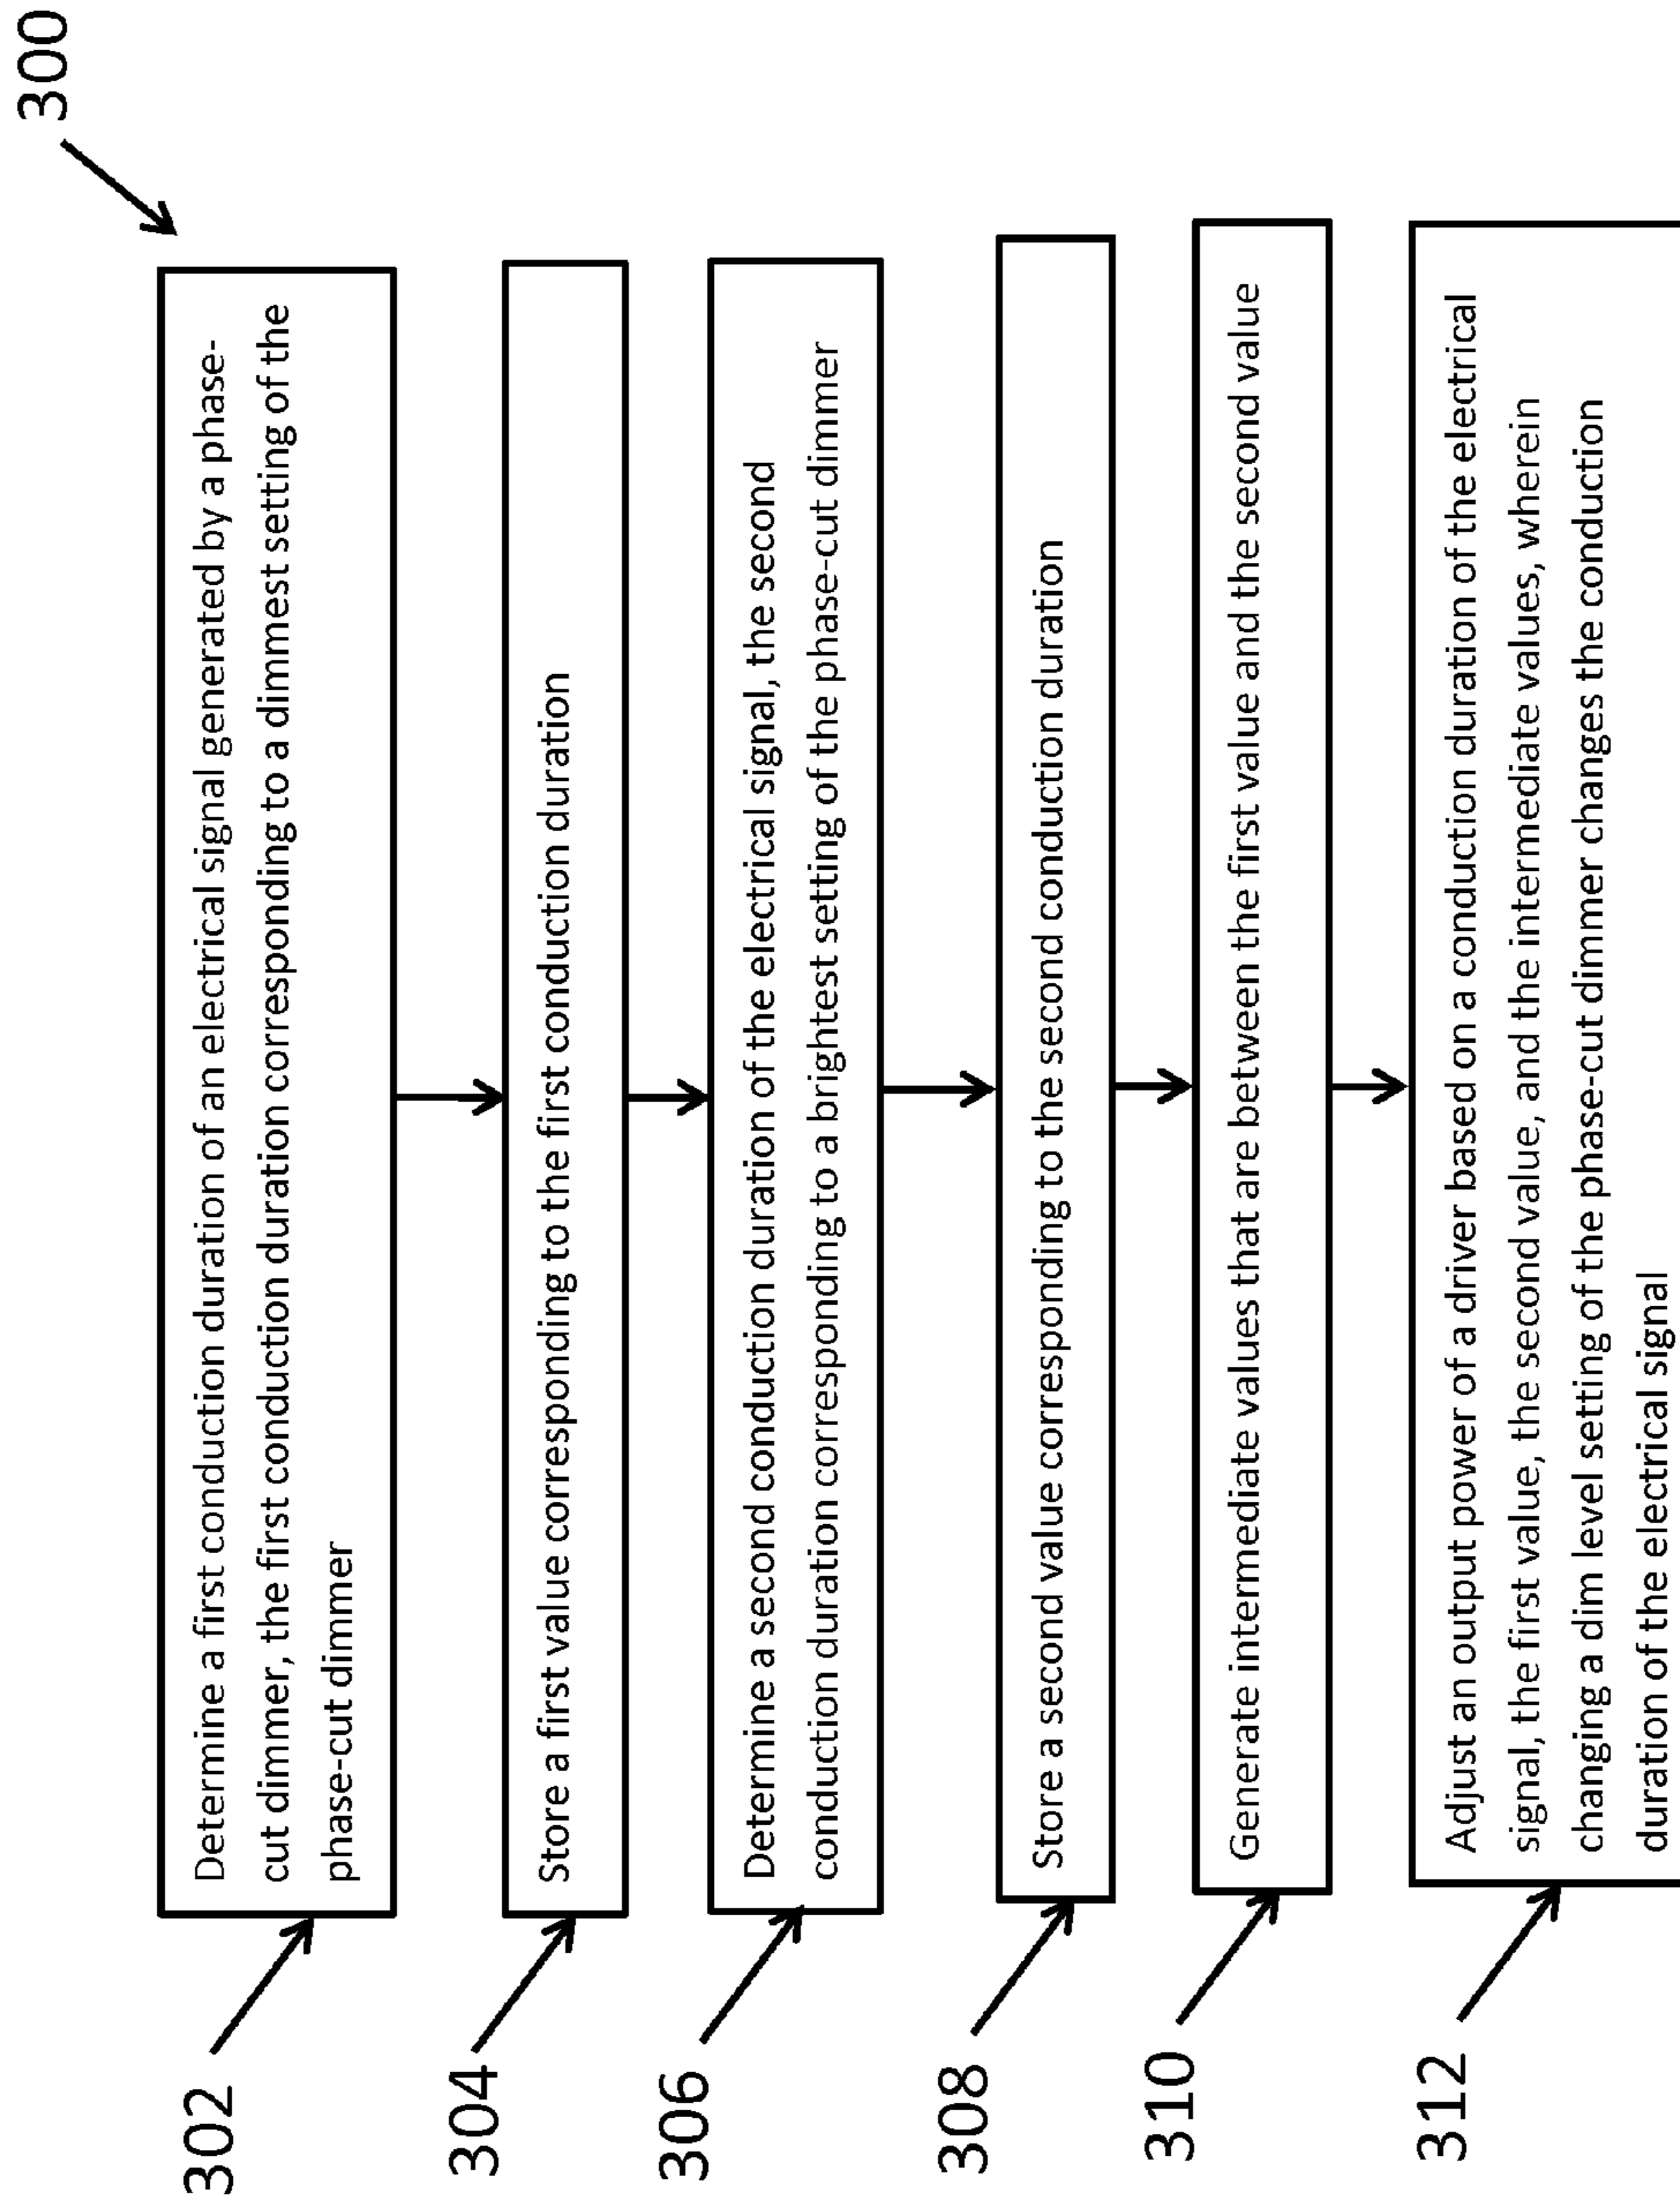 300
302
Determine a first conduction duration of an electrical signal generated by a phase-
cut dimmer, the first conduction duration corresponding to a dimmest setting of the
phase-cut dimmer
304
Store a first value corresponding to the first conduction duration
306
Determine a second conduction duration of the electrical signal, the second
conduction duration corresponding to a brightest setting of the phase-cut dimmer
308
Store a second value corresponding to the second conduction duration
310
Generate intermediate values that are between the first value and the second value
312
Adjust an output power of a driver based on a conduction duration of the electrical
signal, the first value, the second value, and the intermediate values, wherein
changing a dim level setting of the phase-cut dimmer changes the conduction
duration of the electrical signal